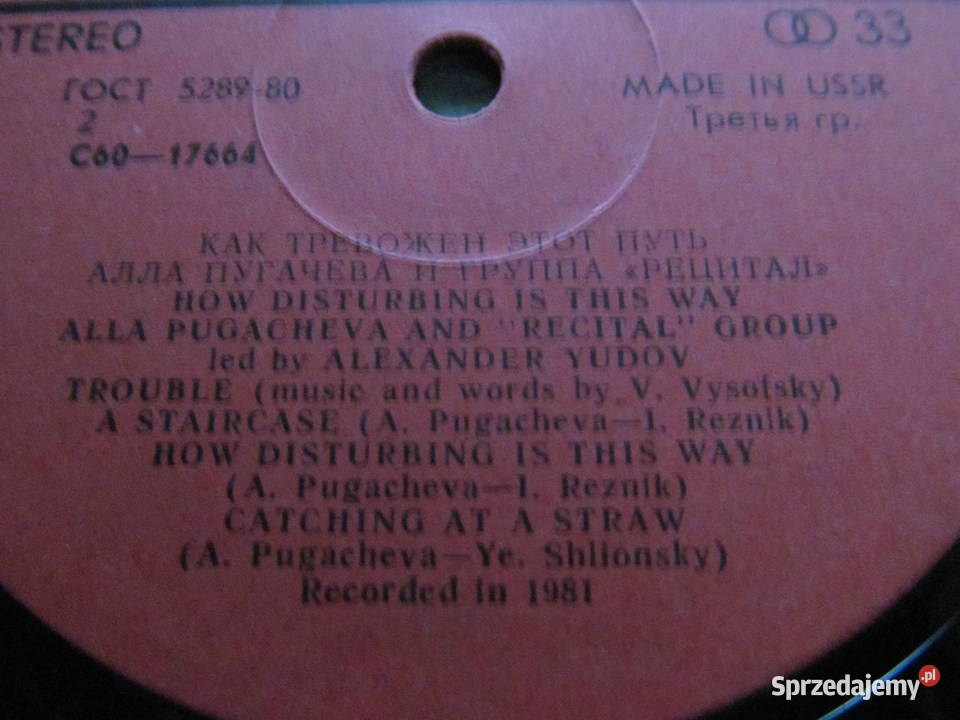 STEREO
33
ГОСТ 5289-80
MADE IN USSR
2
Третья гр.
С60—17664
КАК ТРЕВОЖЕН ЭТОТ ПУТЬ
АЛЛА ПУГАЧЕВА И ГРУППА «РЕЦИТАЛ»
HOW DISTURBING IS THIS WAY
ALLA PUGACHEVA AND "RECITAL" GROUP
led by ALEXANDER YUDOV
TROUBLE (music and words by V. Vysotsky)
A STAIRCASE (A. Pugacheva—I. Reznik)
HOW DISTURBING IS THIS WAY
(A. Pugacheva—I. Reznik)
CATCHING AT A STRAW
(A. Pugacheva—Ye. Shlionsky)
Recorded in 1981
Sprzedajemy.pl